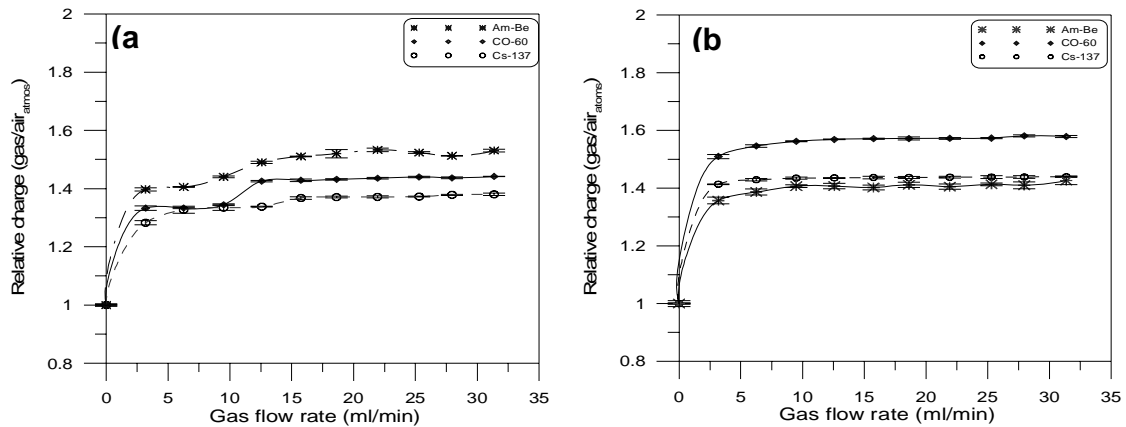 (a
Am-Be
CO-60
Cs-137
2
1.8
1.6
1.4
1.2
1
0.8
Relative charge (gas/air atmos)
0 5 10 15 20 25 30 35
Gas flow rate (ml/min)
(b
Am-Be
CO-60
Cs-137
2
1.8
1.6
1.4
1.2
1
0.8
Relative charge (gas/air atoms)
0 5 10 15 20 25 30 35
Gas flow rate (ml/min)